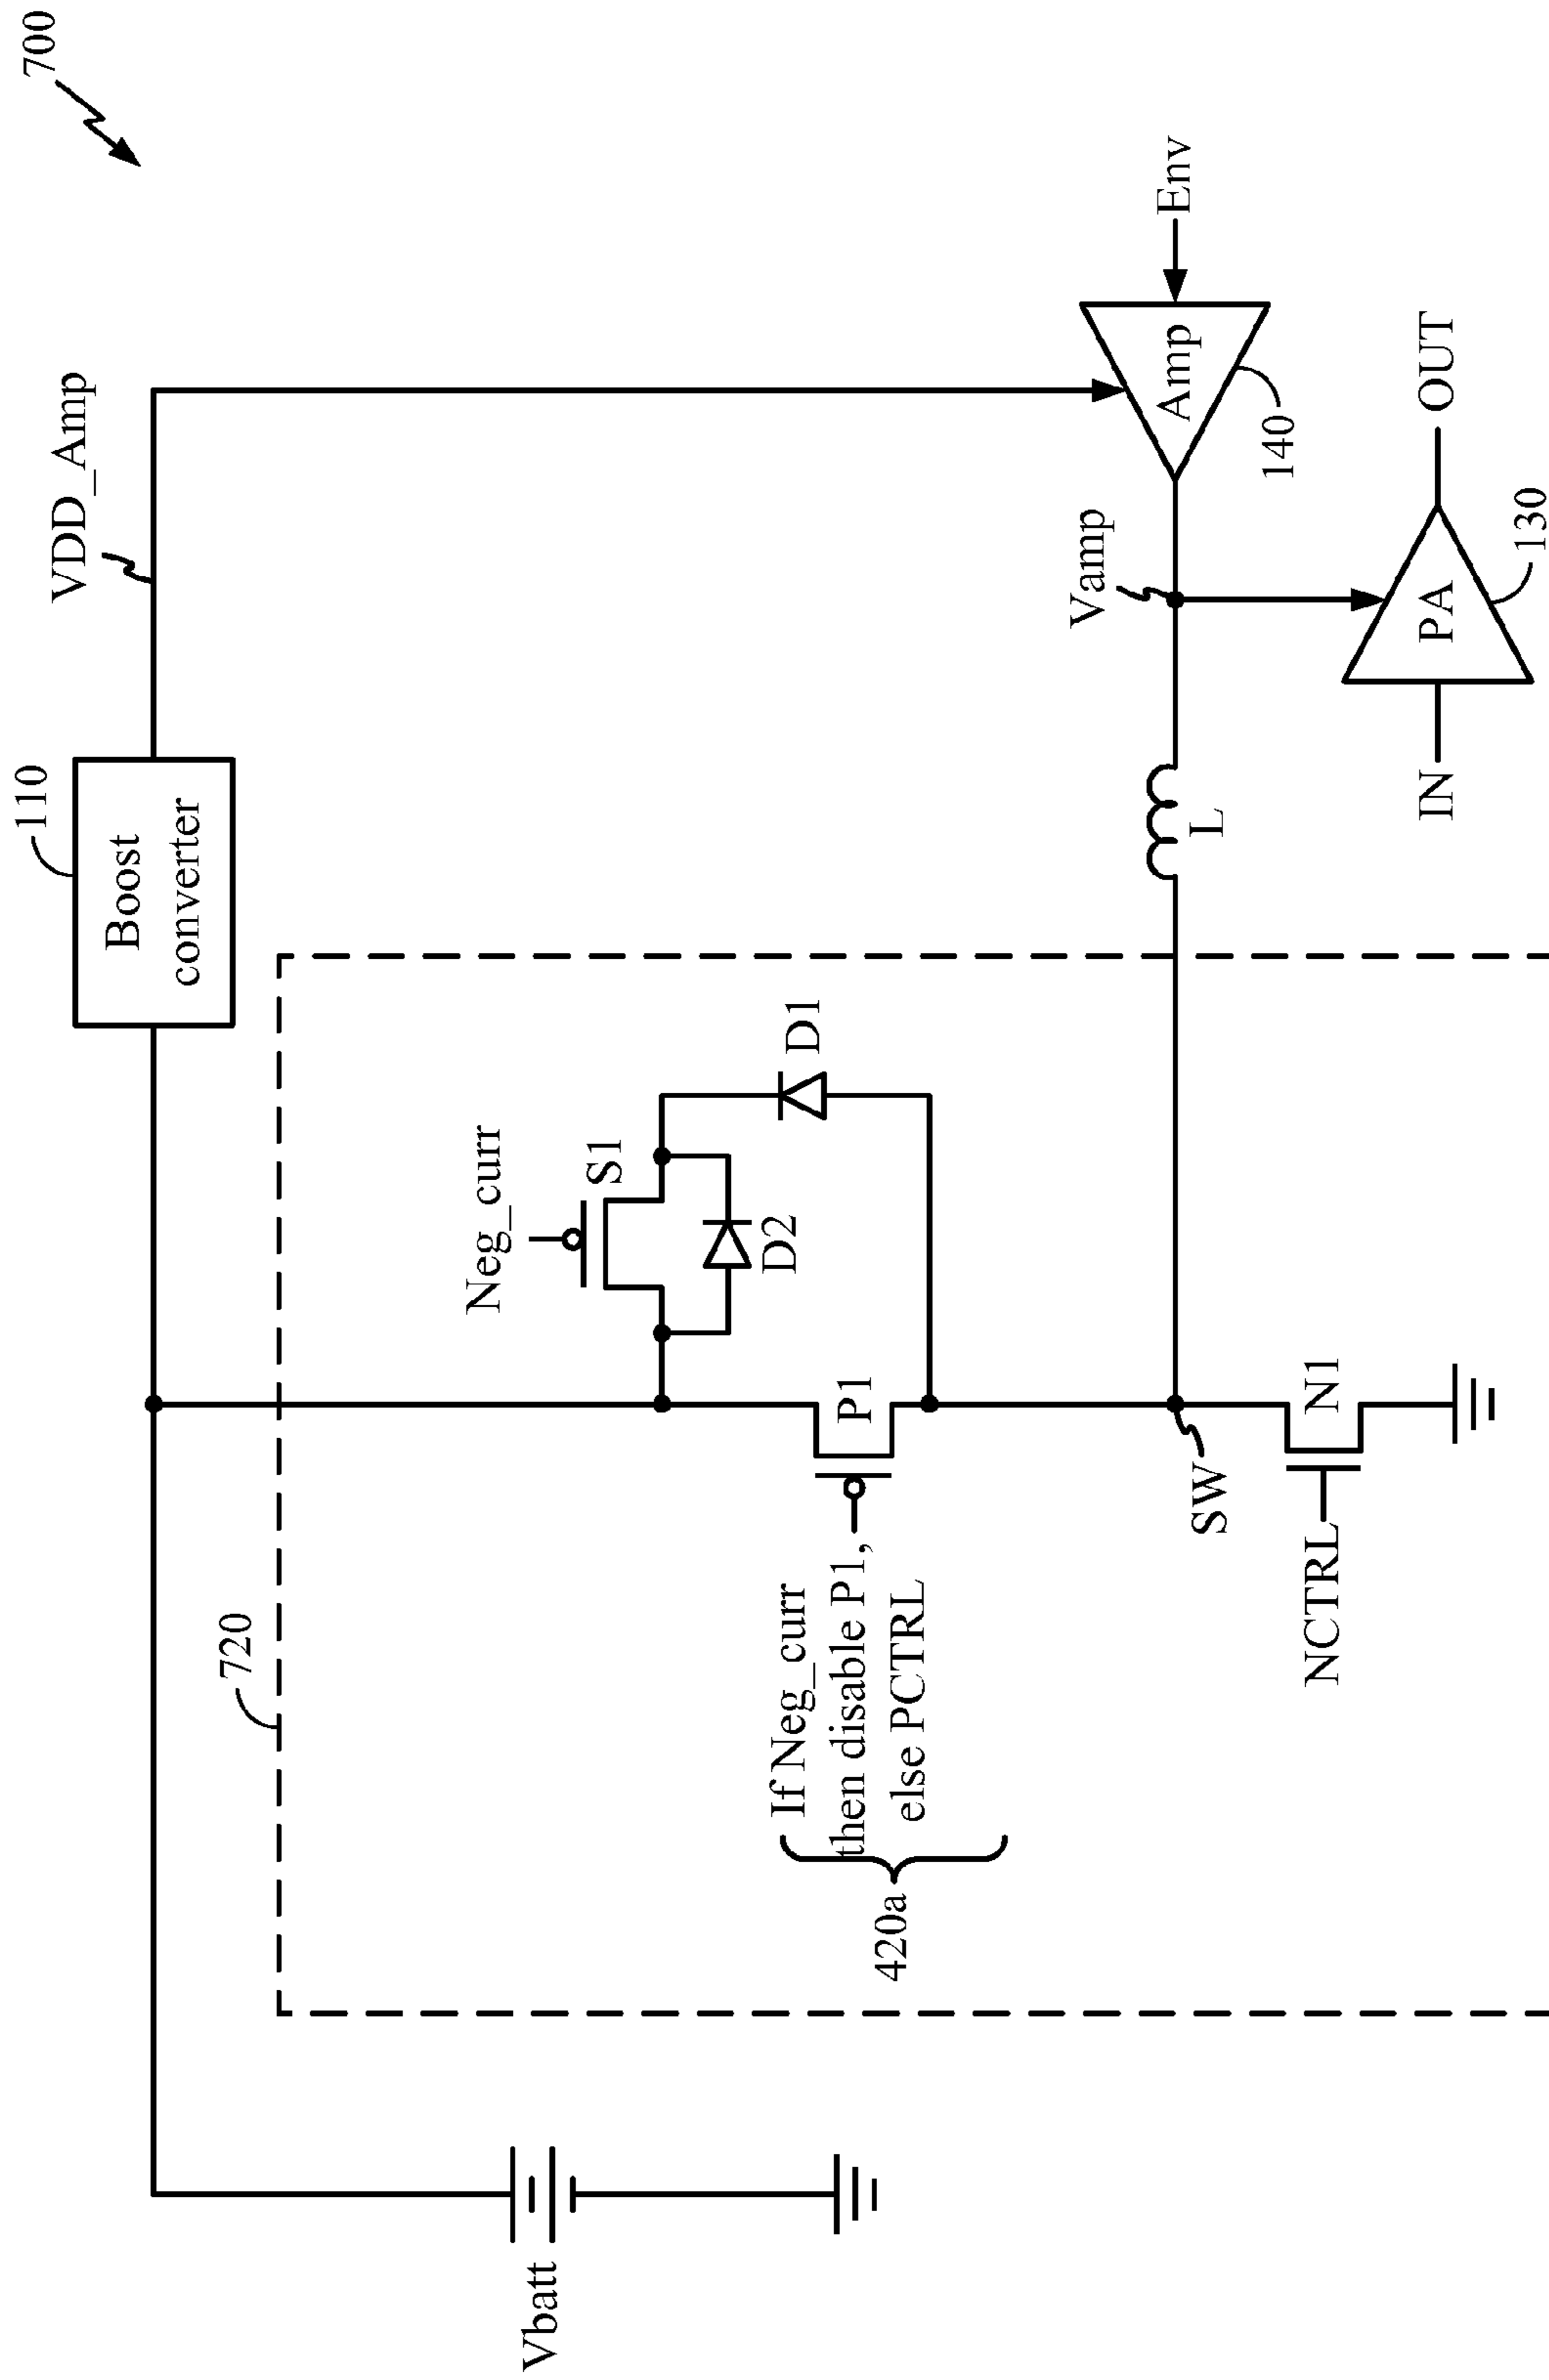 700
110
Boost
converter
VDD_Amp
720
Neg_curr
S1
D2
D1
Vbatt
If Neg_curr
then disable P1,
else PCTRL
420a
P1
SW
L
Vamp
Amp
Env
140
NCTRL
N1
IN
PA
OUT
130